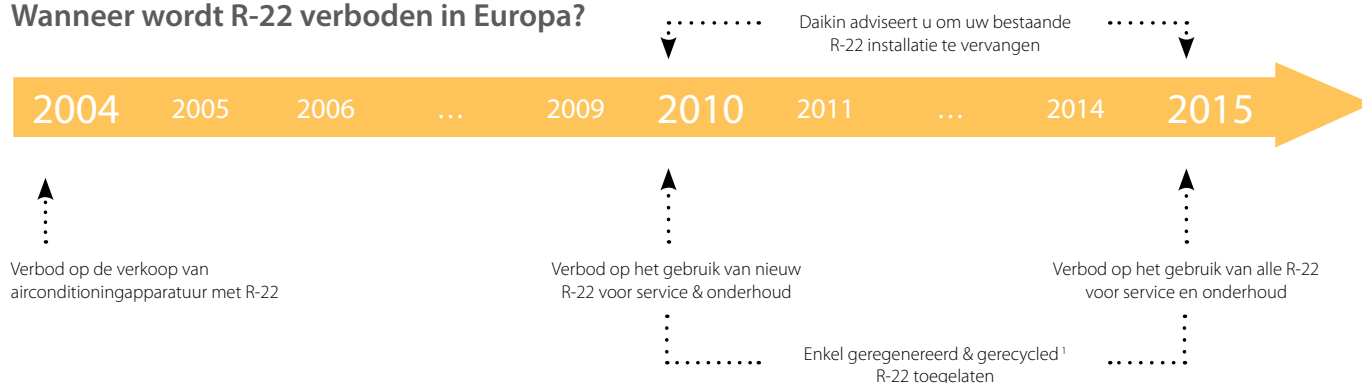 Wanneer wordt R-22 verboden in Europa?
Daikin adviseert u om uw bestaande
R-22 installatie te vervangen
2004 2005 2006 ... 2009 2010 2011 ... 2014 2015
Verbod op de verkoop van
airconditioningapparatuur met R-22
Verbod op het gebruik van nieuw
R-22 voor service & onderhoud
Verbod op het gebruik van alle R-22
voor service en onderhoud
Enkel geregenereerd & gerecycled ¹
R-22 toegelaten